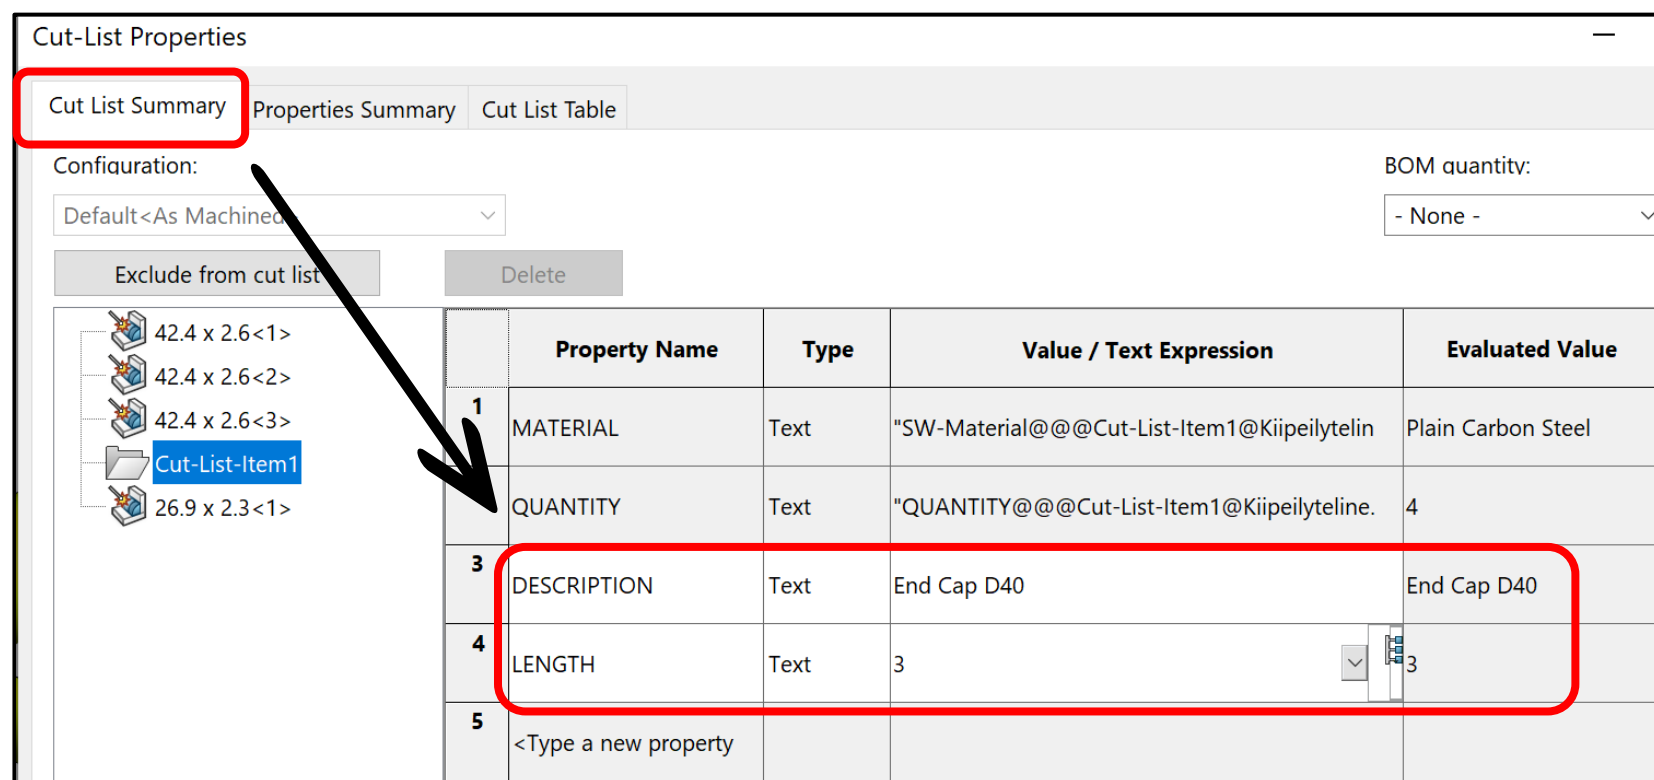 Cut-List Properties
Cut List Summary Properties Summary Cut List Table
Configuration: BOM quantity:
Default<As Machined> - None -
Exclude from cut list Delete
42.4 x 2.6<1>
42.4 x 2.6<2>
42.4 x 2.6<3>
Cut-List-Item1
26.9 x 2.3<1>
Property Name Type Value / Text Expression Evaluated Value
1 MATERIAL Text "SW-Material@@@Cut-List-Item1@Kiipeilytelin Plain Carbon Steel
QUANTITY Text "QUANTITY@@@Cut-List-Item1@Kiipeilyteline. 4
3 DESCRIPTION Text End Cap D40 End Cap D40
4 LENGTH Text 3 3
5 <Type a new property